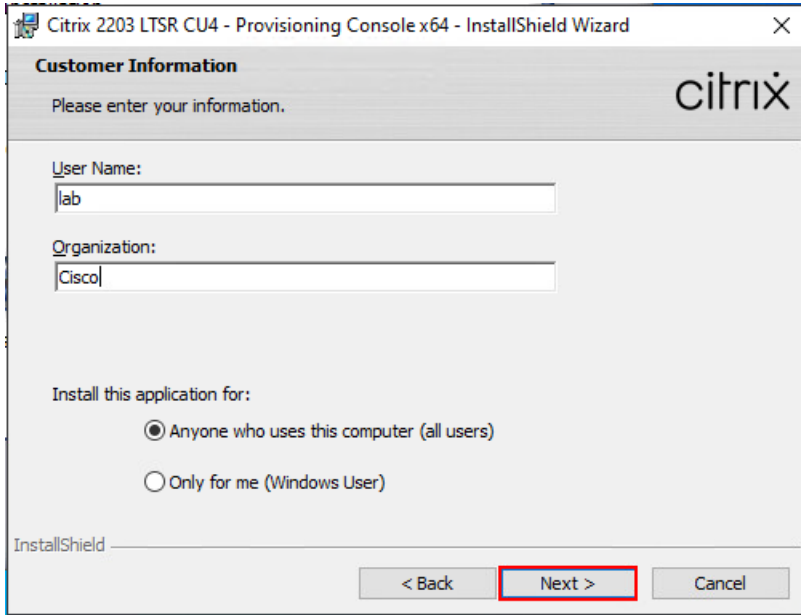 Citrix 2203 LTSR CU4 - Provisioning Console x64 - InstallShield Wizard
Customer Information
Please enter your information.
citrix
User Name:
lab
Organization:
Cisco
Install this application for:
Anyone who uses this computer (all users)
Only for me (Windows User)
InstallShield
< Back Next > Cancel